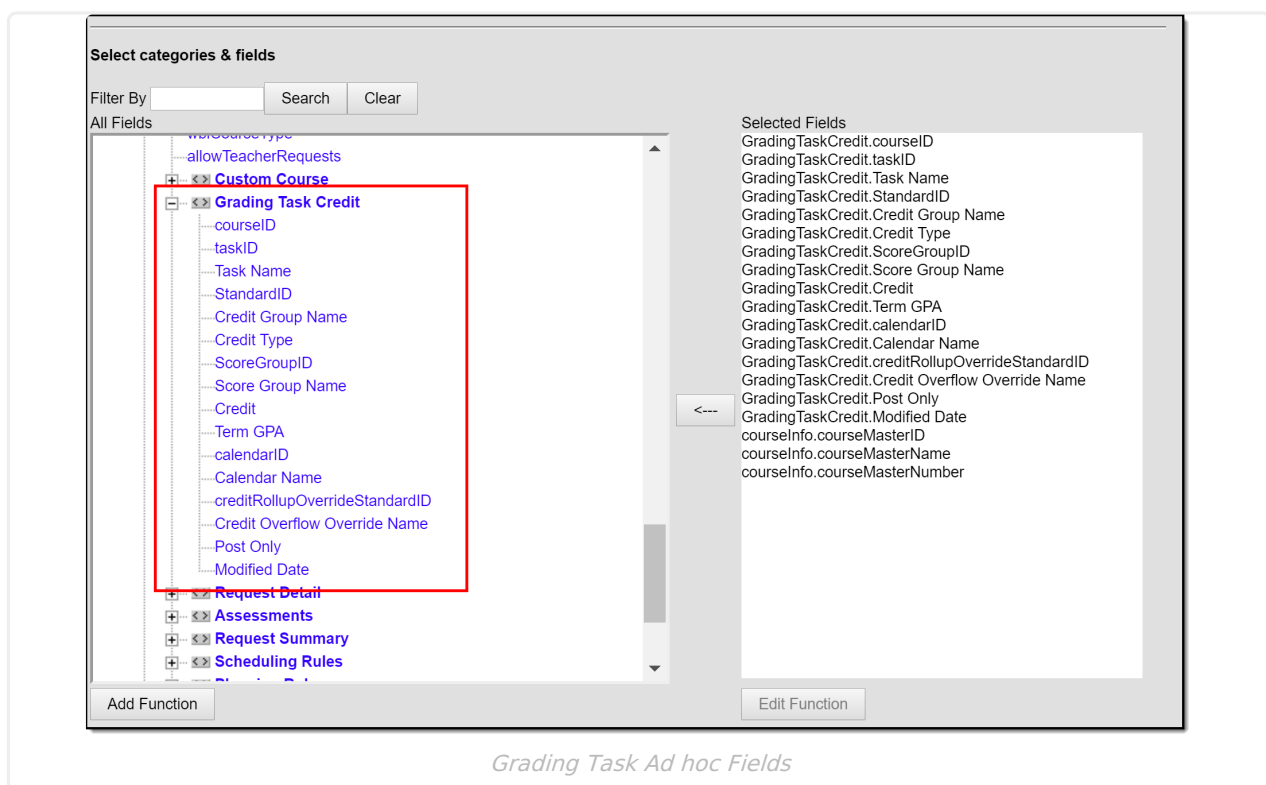 Select categories & fields
Filter By
Search
Clear
All Fields
wblCourseType
allowTeacherRequests
Custom Course
Grading Task Credit
courseID
taskID
Task Name
StandardID
Credit Group Name
Credit Type
ScoreGroupID
Score Group Name
Credit
Term GPA
calendarID
Calendar Name
creditRollupOverrideStandardID
Credit Overflow Override Name
Post Only
Modified Date
Request Detail
Assessments
Request Summary
Scheduling Rules
Add Function
<---
Selected Fields
GradingTaskCredit.courseID
GradingTaskCredit.taskID
GradingTaskCredit.Task Name
GradingTaskCredit.StandardID
GradingTaskCredit.Credit Group Name
GradingTaskCredit.Credit Type
GradingTaskCredit.ScoreGroupID
GradingTaskCredit.Score Group Name
GradingTaskCredit.Credit
GradingTaskCredit.Term GPA
GradingTaskCredit.calendarID
GradingTaskCredit.Calendar Name
GradingTaskCredit.creditRollupOverrideStandardID
GradingTaskCredit.Credit Overflow Override Name
GradingTaskCredit.Post Only
GradingTaskCredit.Modified Date
courseInfo.courseMasterID
courseInfo.courseMasterName
courseInfo.courseMasterNumber
Edit Function
Grading Task Ad hoc Fields